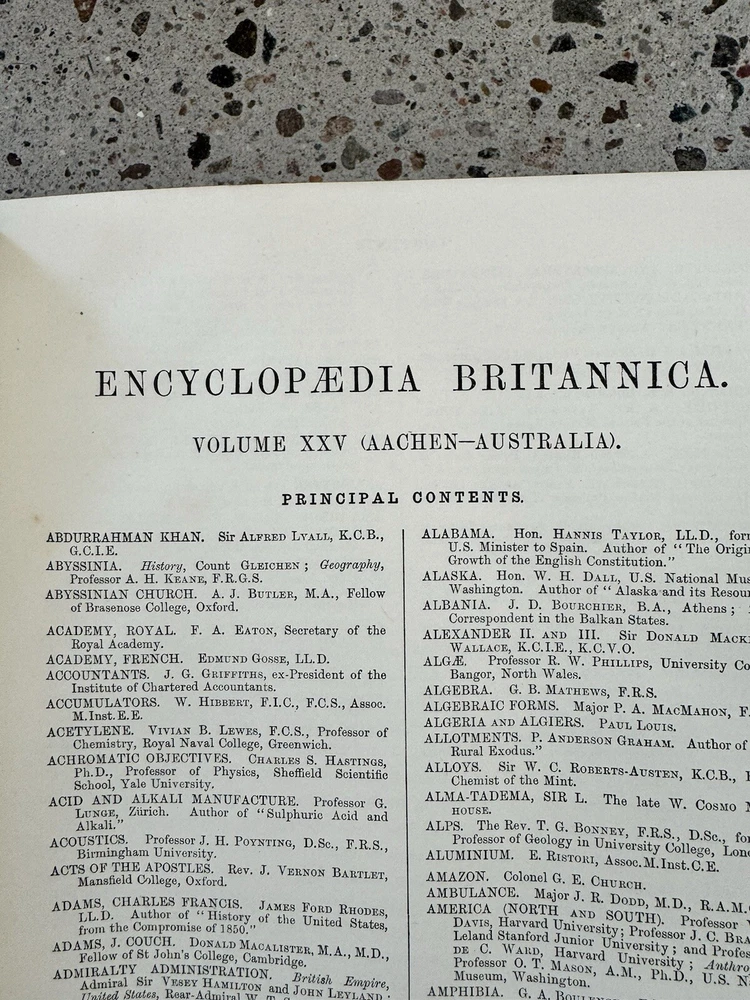 ENCYCLOPÆDIA BRITANNICA.
VOLUME XXV (AACHEN—AUSTRALIA).
PRINCIPAL CONTENTS.
ABDURRAHMAN KHAN. Sir ALFRED LYALL, K.C.B.,
G.C.I.E.
ABYSSINIA. History, Count GLEICHEN; Geography,
Professor A. H. KEANE, F.R.G.S.
ABYSSINIAN CHURCH. A. J. BUTLER, M.A., Fellow
of Brasenose College, Oxford.
ACADEMY, ROYAL. F. A. EATON, Secretary of the
Royal Academy.
ACADEMY, FRENCH. EDMUND GOSSE, LL.D.
ACCOUNTANTS. J. G. GRIFFITHS, ex-President of the
Institute of Chartered Accountants.
ACCUMULATORS. W. HIBBERT, F.I.C., F.C.S., Assoc.
M.Inst.E.E.
ACETYLENE. VIVIAN B. LEWES, F.C.S., Professor of
Chemistry, Royal Naval College, Greenwich.
ACHROMATIC OBJECTIVES. CHARLES S. HASTINGS,
Ph.D., Professor of Physics, Sheffield Scientific
School, Yale University.
ACID AND ALKALI MANUFACTURE. Professor G.
LUNGE, Zürich. Author of "Sulphuric Acid and
Alkali."
ACOUSTICS. Professor J. H. POYNTING, D.Sc., F.R.S.,
Birmingham University.
ACTS OF THE APOSTLES. Rev. J. VERNON BARTLET,
Mansfield College, Oxford.
ADAMS, CHARLES FRANCIS. JAMES FORD RHODES,
LL.D. Author of "History of the United States,
from the Compromise of 1850."
ADAMS, J. COUCH. DONALD MACALISTER, M.A., M.D.,
Fellow of St John's College, Cambridge.
ADMIRALTY ADMINISTRATION. British Empire,
Admiral Sir VESEY HAMILTON and JOHN LEYLAND;
United States, Rear-Admiral W. T.
ALABAMA. Hon. HANNIS TAYLOR, LL.D., for
U.S. Minister to Spain. Author of "The Origi
Growth of the English Constitution."
ALASKA. Hon. W. H. DALL, U.S. National Mus
Washington. Author of "Alaska and its Resour
ALBANIA. J. D. BOURCHIER, B.A., Athens;
Correspondent in the Balkan States.
ALEXANDER II. AND III. Sir DONALD MACK
WALLACE, K.C.I.E., K.C.V.O.
ALGÆ. Professor R. W. PHILLIPS, University Co
Bangor, North Wales.
ALGEBRA. G. B. MATHEWS, F.R.S.
ALGEBRAIC FORMS. Major P. A. MACMAHON, F.
ALGERIA AND ALGIERS. PAUL LOUIS.
ALLOTMENTS. P. ANDERSON GRAHAM. Author of
Rural Exodus."
ALLOYS. Sir W. C. ROBERTS-AUSTEN, K.C.B.,
Chemist of the Mint.
ALMA-TADEMA, SIR L. The late W. COSMO
HOUSE.
ALPS. The Rev. T. G. BONNEY, F.R.S., D.Sc., for
Professor of Geology in University College, Lon
ALUMINIUM. E. RISTORI, Assoc.M.Inst.C.E.
AMAZON. Colonel G. E. CHURCH.
AMBULANCE. Major J. R. DODD, M.D., R.A.M.
AMERICA (NORTH AND SOUTH). Professor
DAVIS, Harvard University; Professor J. C. BRA
Leland Stanford Junior University; and Profes
DE C. WARD, Harvard University; Anthro
Professor O. T. MASON, A.M., Ph.D., U.S. N
Museum, Washington.
AMPHIBIA. G. A. BOULENG